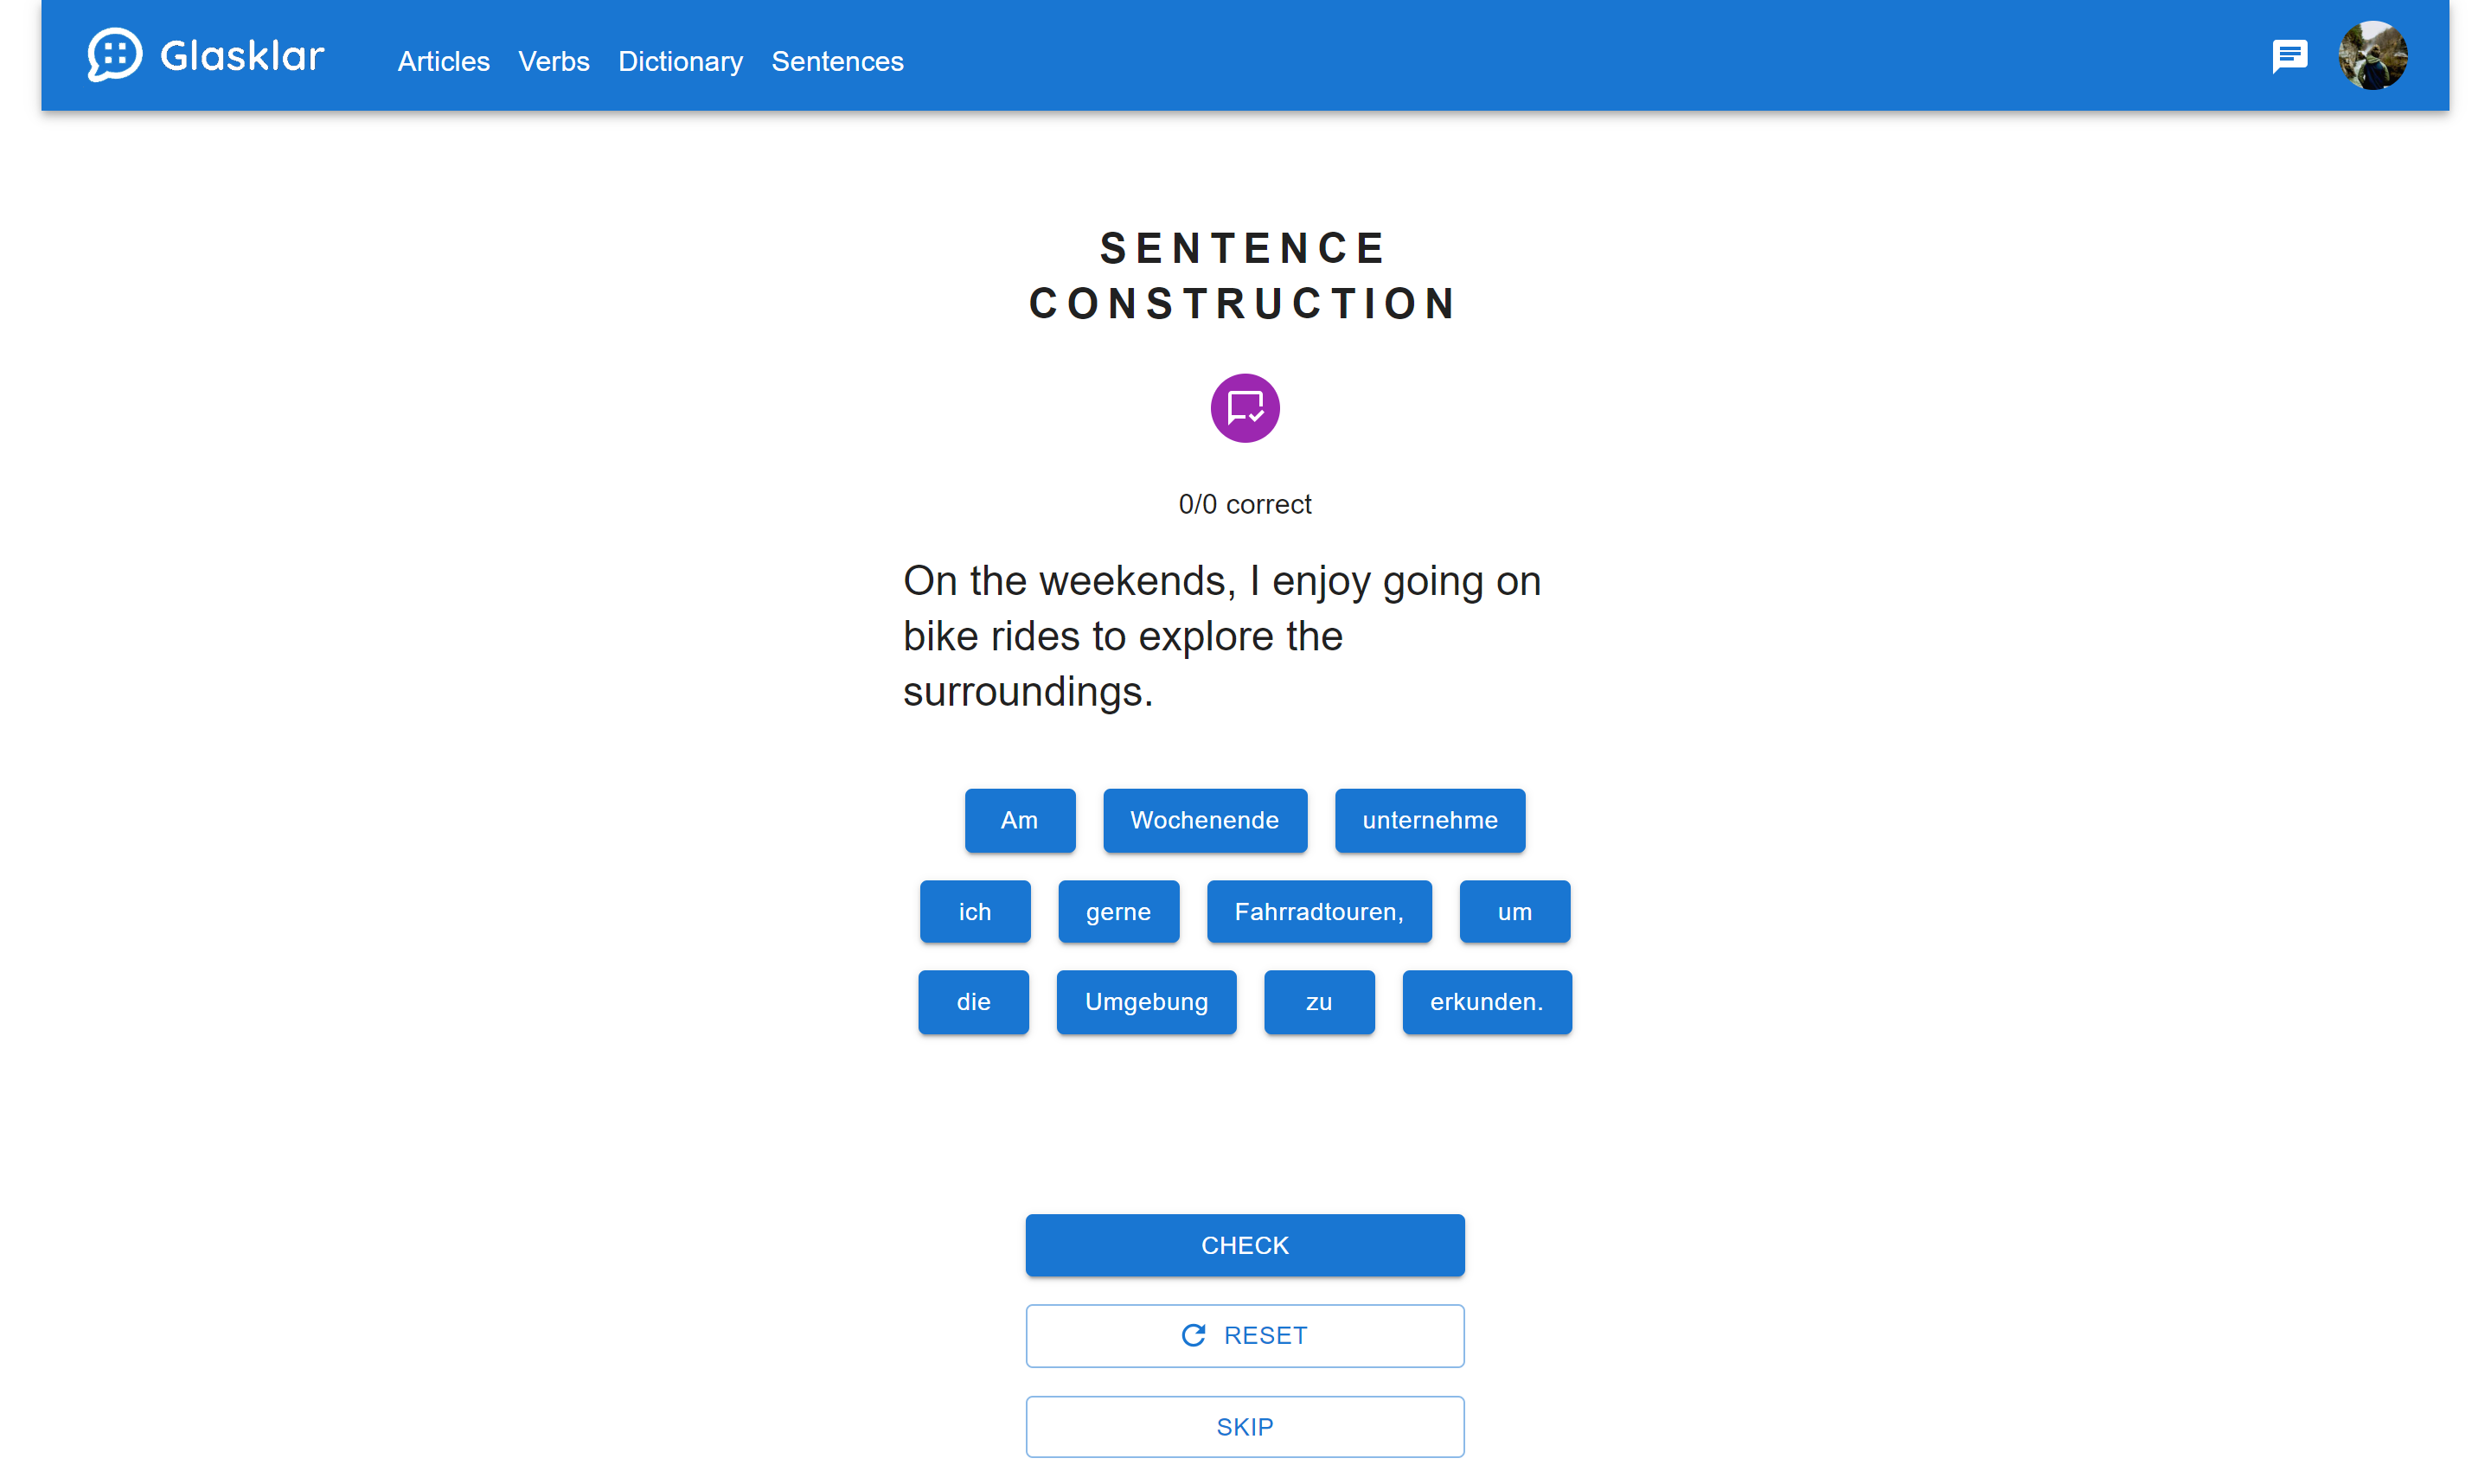 Glasklar Articles Verbs Dictionary Sentences
SENTENCE
CONSTRUCTION
0/0 correct
On the weekends, I enjoy going on
bike rides to explore the
surroundings.
Am Wochenende unternehme
ich gerne Fahrradtouren, um
die Umgebung zu erkunden.
CHECK
RESET
SKIP